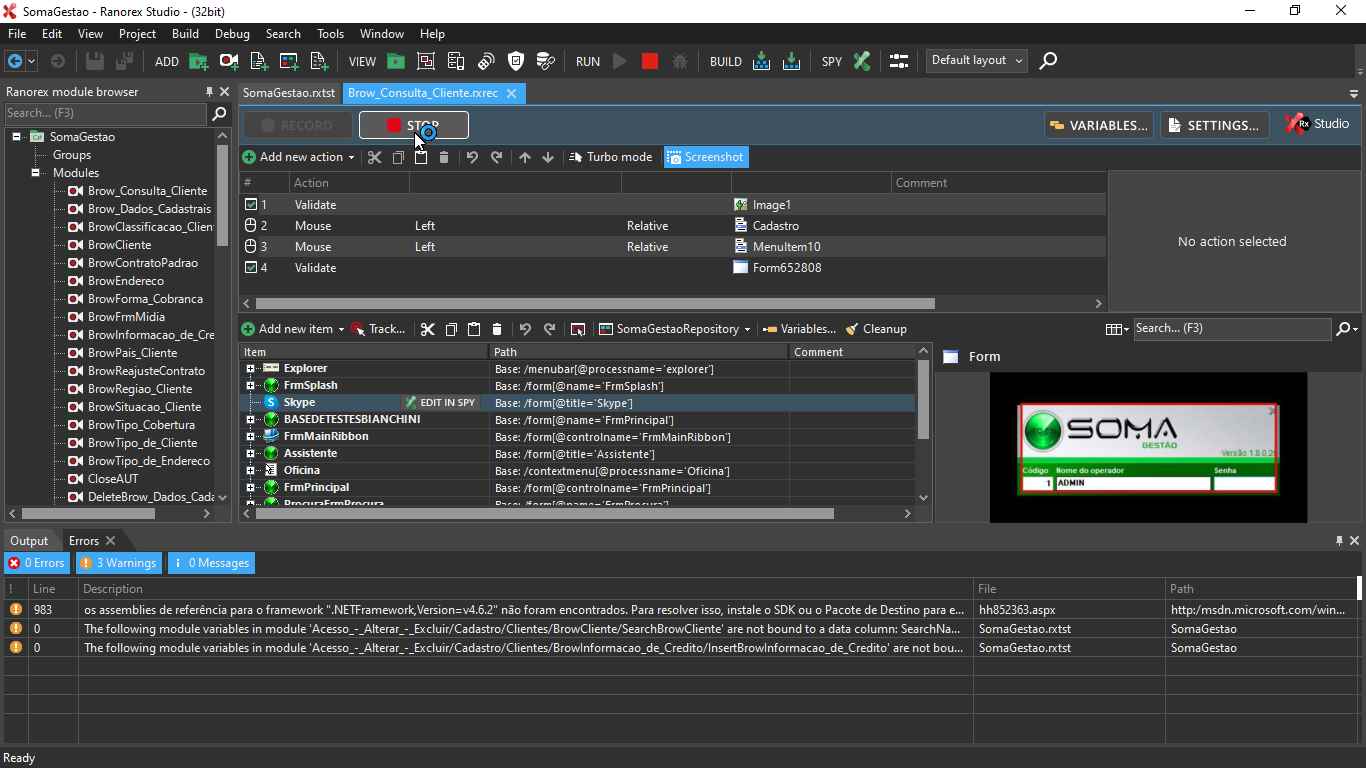 SomaGestao - Ranorex Studio - (32bit)
File Edit View Project Build Debug Search Tools Window Help
ADD VIEW RUN BUILD SPY Default layout
Ranorex module browser
Search... (F3)
SomaGestao
Groups
Modules
Brow_Consulta_Cliente
Brow_Dados_Cadastrais
BrowClassificacao_Clien
BrowCliente
BrowContratoPadrao
BrowEndereco
BrowForma_Cobranca
BrowFrmMidia
BrowInformacao_de_Cre
BrowPais_Cliente
BrowReajusteContrato
BrowRegiao_Cliente
BrowSituacao_Cliente
BrowTipo_Cobertura
BrowTipo_de_Cliente
BrowTipo_de_Endereco
CloseAUT
DeleteBrow_Dados_Cada
SomaGestao.rxtst Brow_Consulta_Cliente.rxrec
RECORD STOP VARIABLES... SETTINGS... Rx Studio
Add new action Turbo mode Screenshot
# Action Comment
1 Validate Image1
2 Mouse Left Relative Cadastro
3 Mouse Left Relative MenuItem10
4 Validate Form652808
No action selected
Add new item Track... SomaGestaoRepository Variables... Cleanup Search... (F3)
Item Path Comment
Explorer Base: /menubar[@processname='explorer']
FrmSplash Base: /form[@name='FrmSplash']
Skype EDIT IN SPY Base: /form[@title='Skype']
BASEDETESTESBIANCHINI Base: /form[@name='FrmPrincipal']
FrmMainRibbon Base: /form[@controlname='FrmMainRibbon']
Assistente Base: /form[@title='Assistente']
Oficina Base: /contextmenu[@processname='Oficina']
FrmPrincipal Base: /form[@controlname='FrmPrincipal']
ProcuraFrmProcura Base: /form[@name='FrmProcura']
Form
SOMA
GESTÃO
Versão 1.8.0.2
Código Nome do operador Senha
1 ADMIN
Output Errors
0 Errors 3 Warnings 0 Messages
! Line Description File Path
983 os assemblies de referência para o framework ".NETFramework,Version=v4.6.2" não foram encontrados. Para resolver isso, instale o SDK ou o Pacote de Destino para e... hh852363.aspx http:/msdn.microsoft.com/win...
0 The following module variables in module 'Acesso_-_Alterar_-_Excluir/Cadastro/Clientes/BrowCliente/SearchBrowCliente' are not bound to a data column: SearchNa... SomaGestao.rxtst SomaGestao
0 The following module variables in module 'Acesso_-_Alterar_-_Excluir/Cadastro/Clientes/BrowInformacao_de_Credito/InsertBrowInformacao_de_Credito' are not bou... SomaGestao.rxtst SomaGestao
Ready